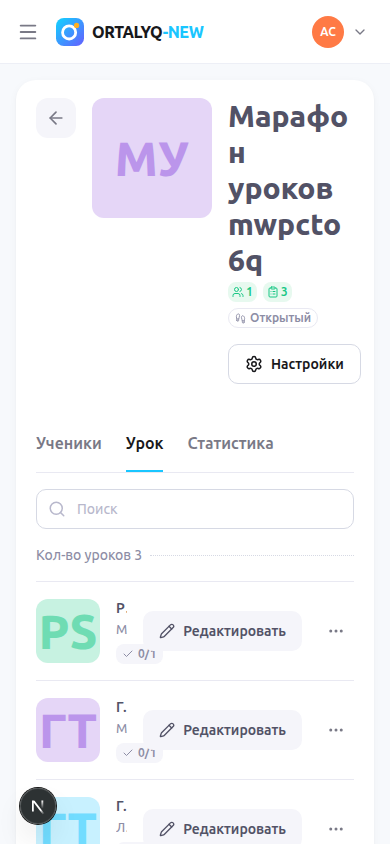 ORTALYQ-NEW
AC
МУ
Марафо
н
уроков
mwpcto
6q
1 3
Открытый
Настройки
Ученики Урок Статистика
Поиск
Кол-во уроков 3
PS
Р.
М
0/1
Редактировать
ГТ
Г.
М
0/1
Редактировать
ГТ
Г.
Л
Редактировать
N